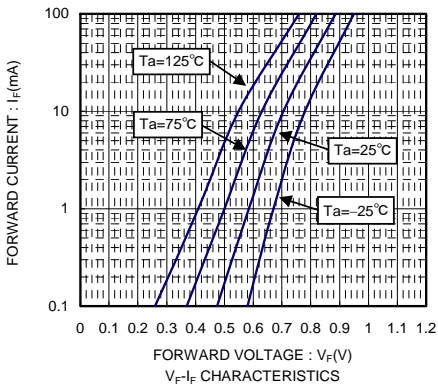 100
10
1
0.1
FORWARD CURRENT : IF(mA)
Ta=125℃
Ta=75℃
Ta=25℃
Ta=−25℃
0 0.1 0.2 0.3 0.4 0.5 0.6 0.7 0.8 0.9 1 1.1 1.2
FORWARD VOLTAGE : VF(V)
VF-IF CHARACTERISTICS